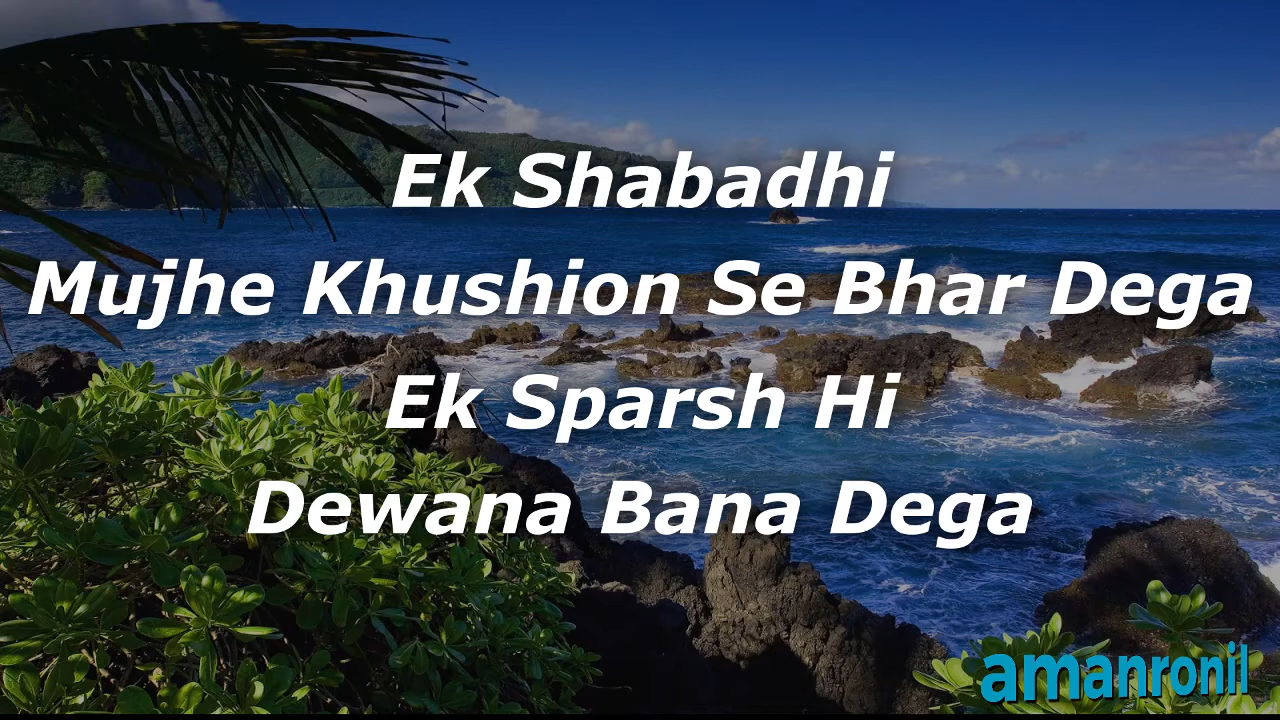 Ek Shabadhi
Mujhe Khushion Se Bhar Dega
Ek Sparsh Hi
Dewana Bana Dega
amanronil